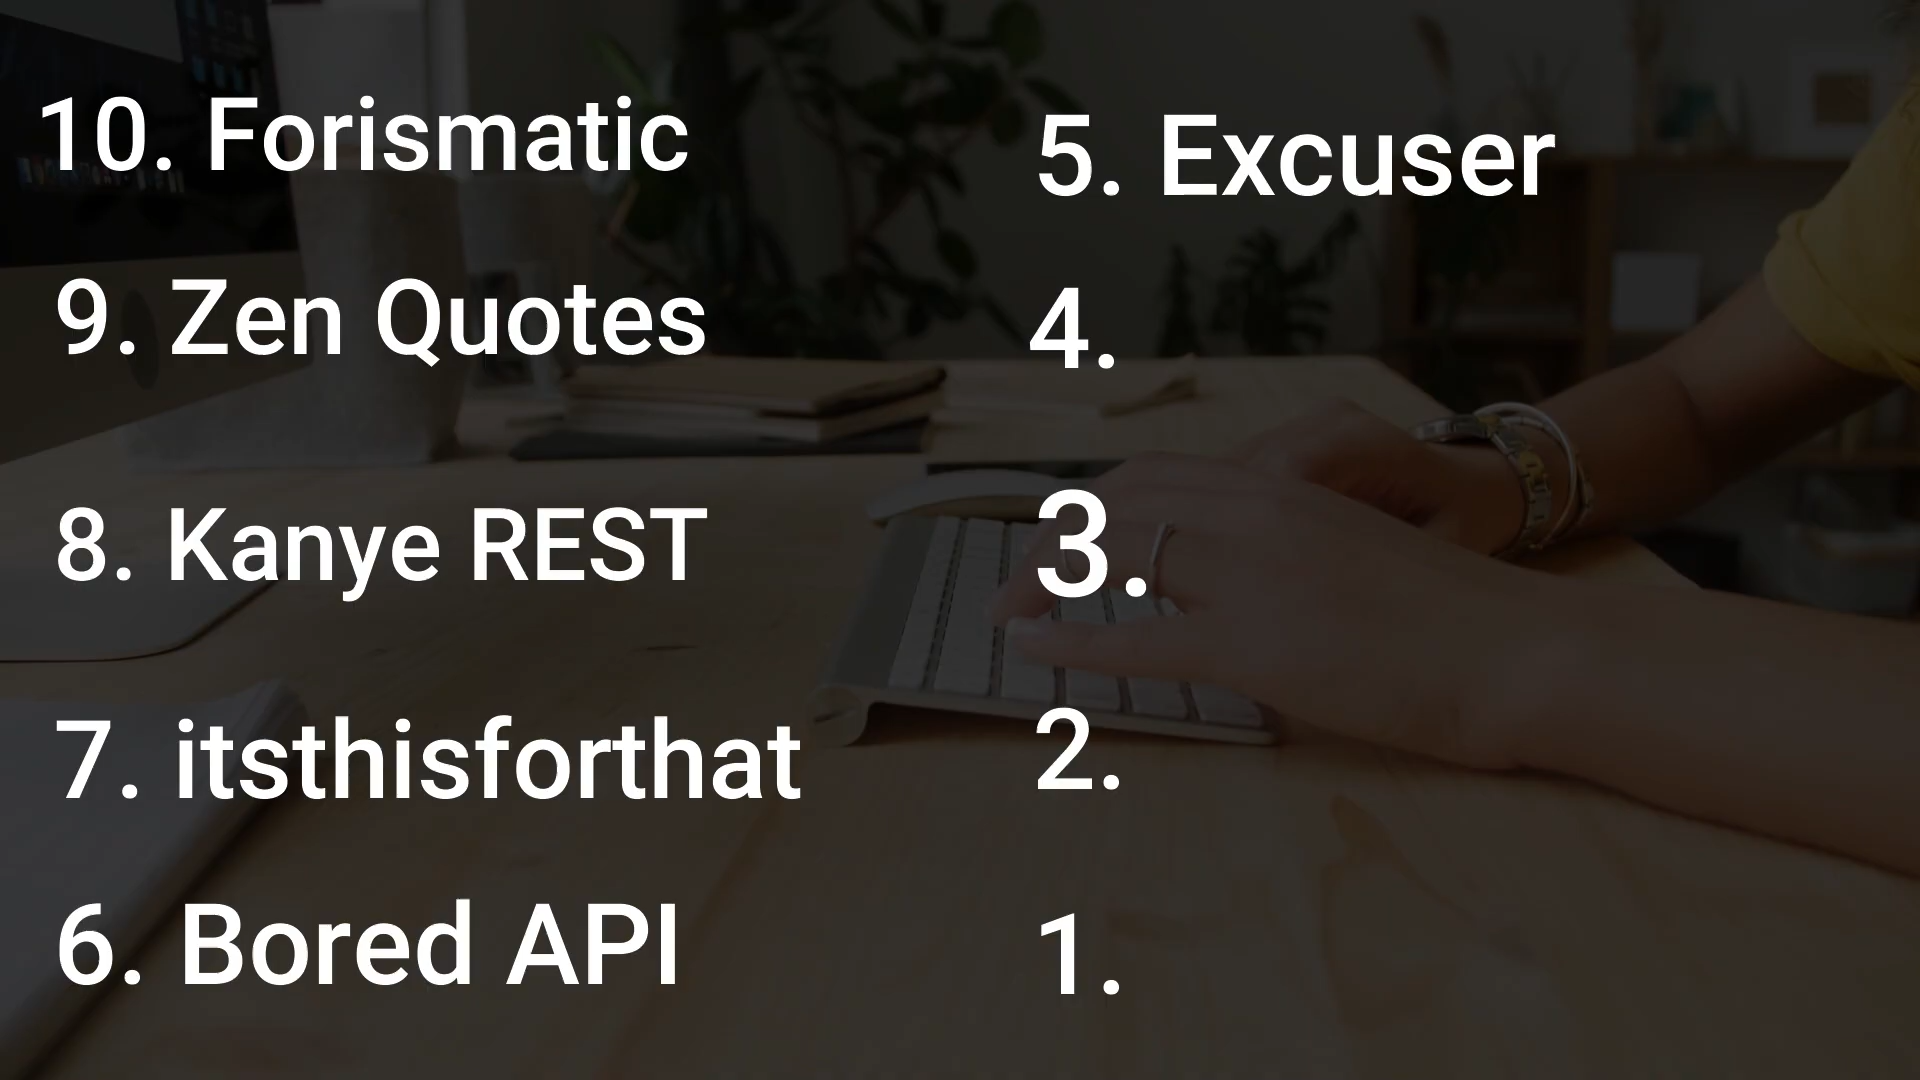 10. Forismatic
9. Zen Quotes
8. Kanye REST
7. itsthisforthat
6. Bored API
5. Excuser
4.
3.
2.
1.